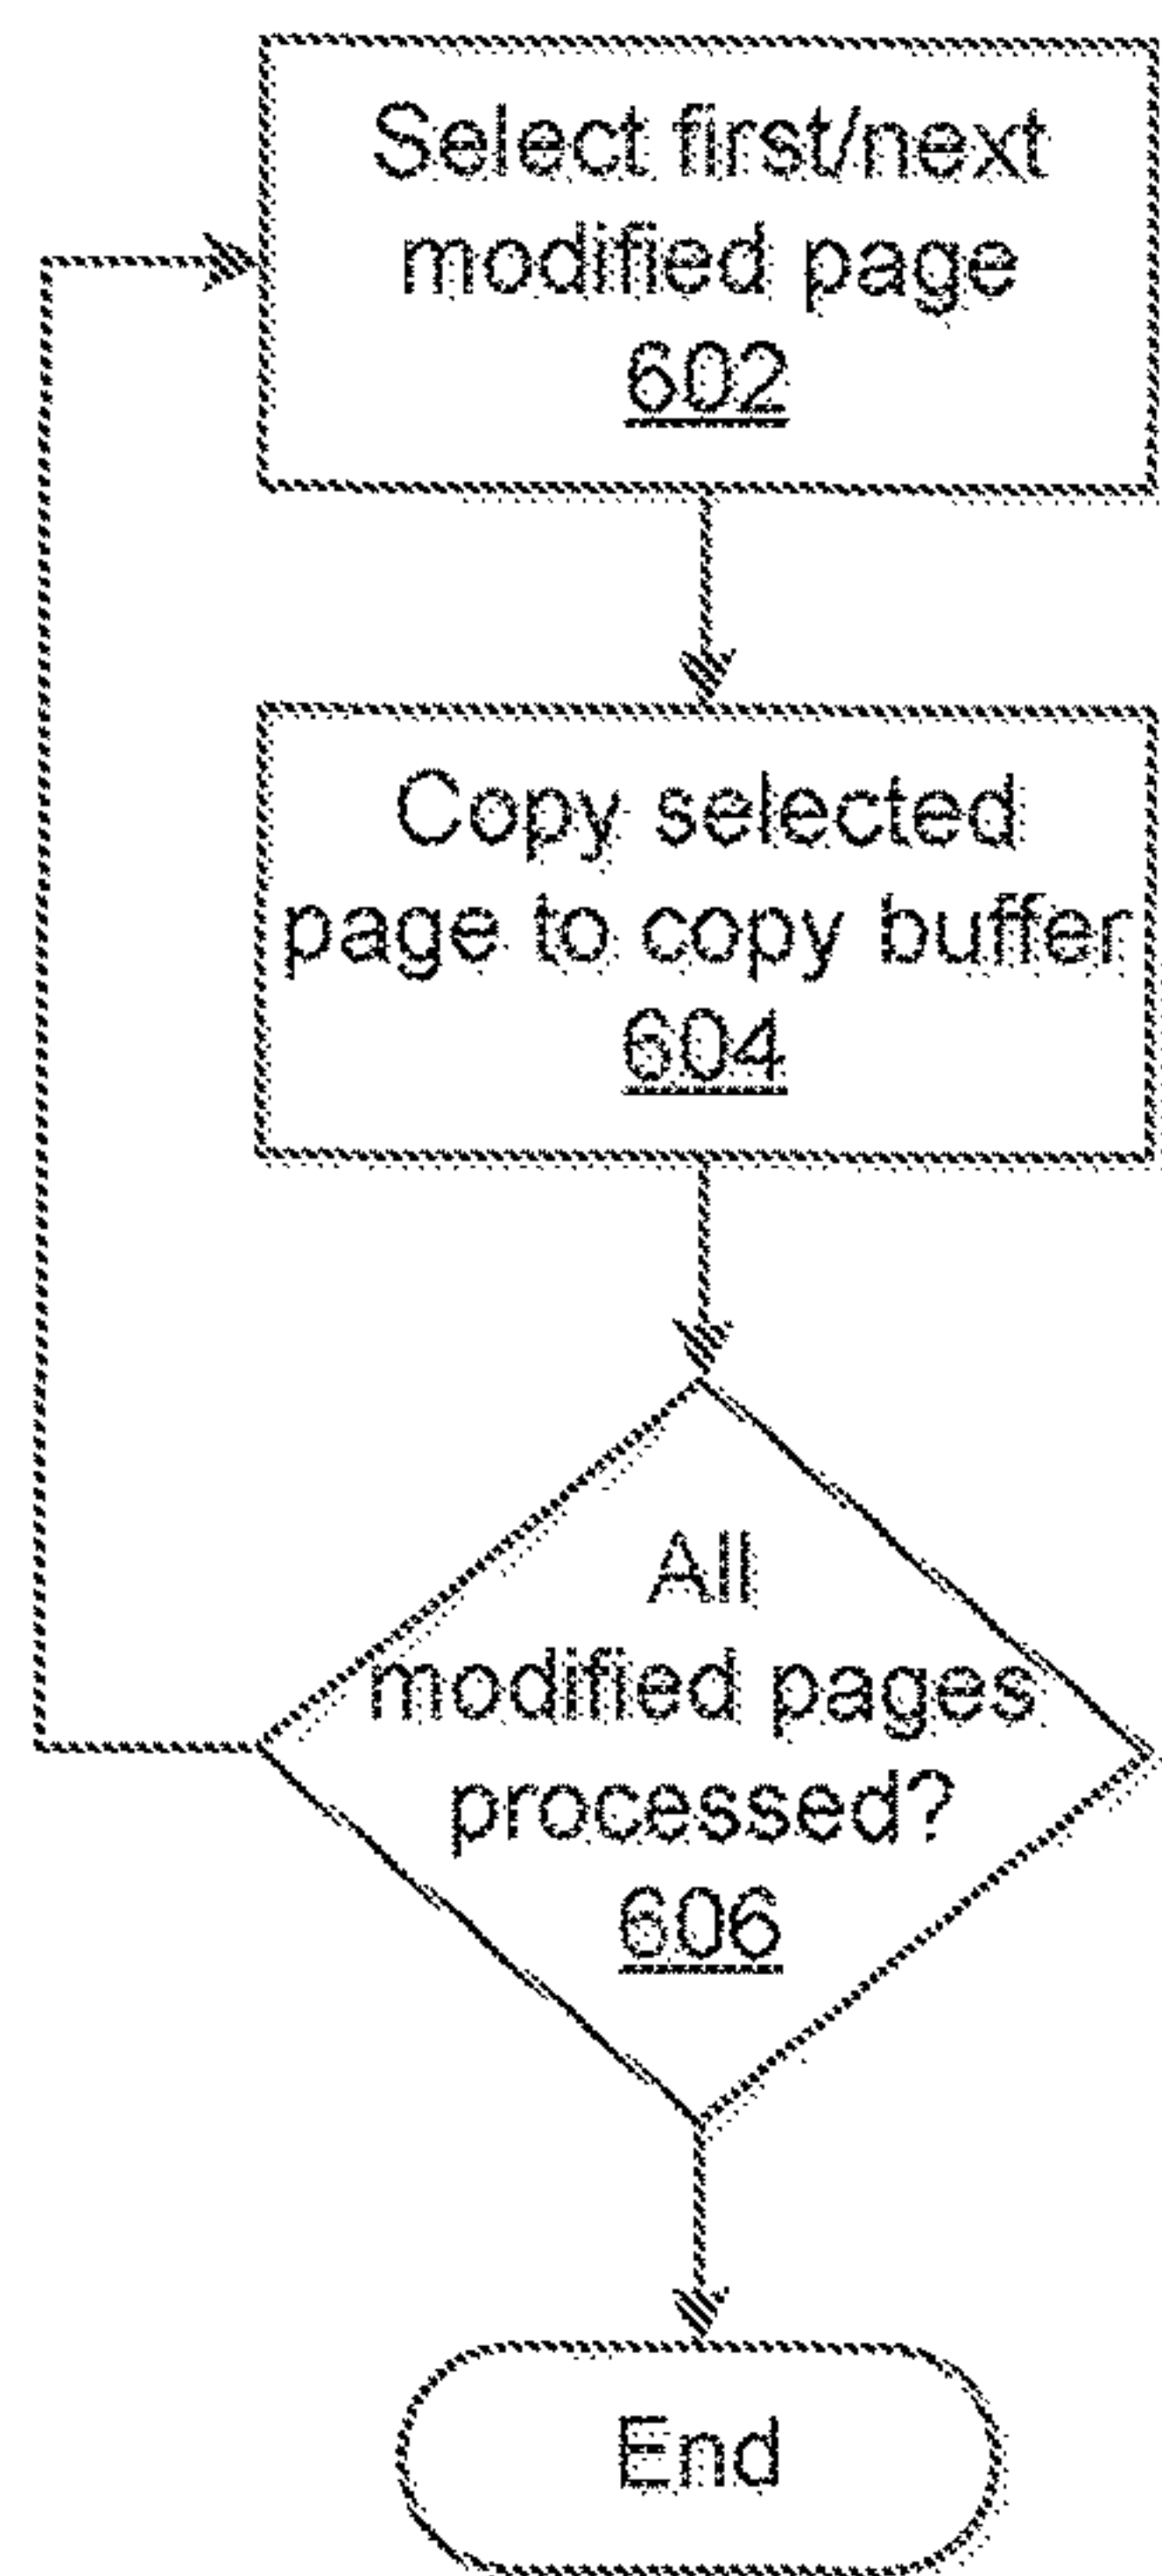 Select first/next
modified page
602
Copy selected
page to copy buffer
604
All
modified pages
processed?
606
End